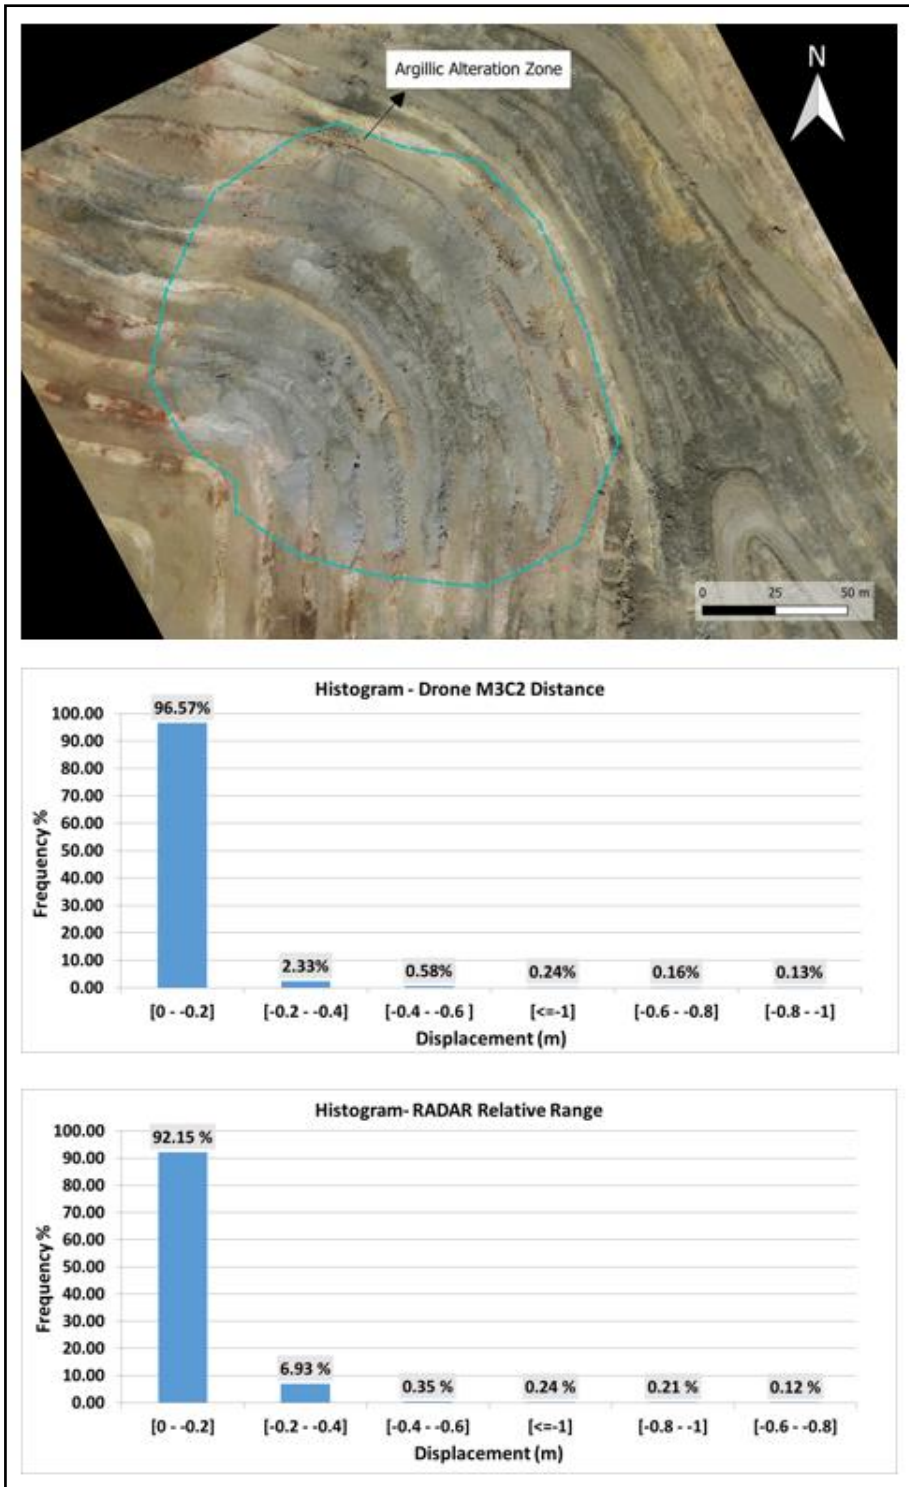 Argillic Alteration Zone
N
0 25 50 m
Histogram - Drone M3C2 Distance
Frequency %
100.00
90.00
80.00
70.00
60.00
50.00
40.00
30.00
20.00
10.00
0.00
96.57% 2.33% 0.58% 0.24% 0.16% 0.13%
[0 - -0.2] [-0.2 - -0.4] [-0.4 - -0.6 ] [<=-1] [-0.6 - -0.8] [-0.8 - -1]
Displacement (m)
Histogram- RADAR Relative Range
Frequency %
100.00
90.00
80.00
70.00
60.00
50.00
40.00
30.00
20.00
10.00
0.00
92.15 % 6.93 % 0.35 % 0.24 % 0.21 % 0.12 %
[0 - -0.2] [-0.2 - -0.4] [-0.4 - -0.6] [<=-1] [-0.8 - -1] [-0.6 - -0.8]
Displacement (m)